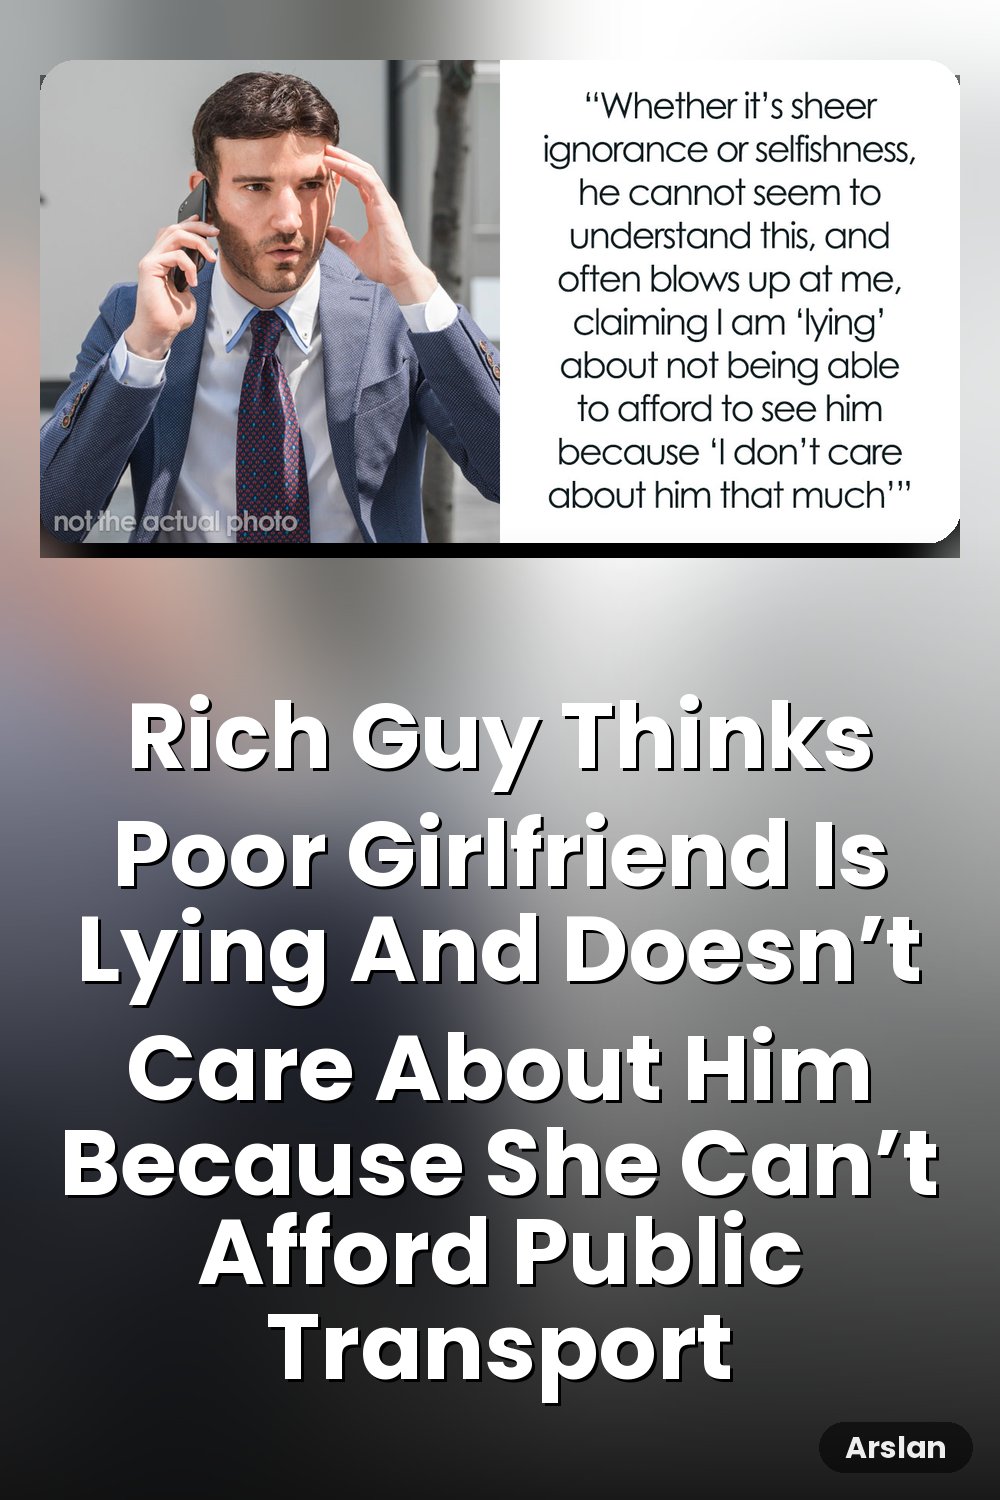 “Whether it’s sheer
ignorance or selfishness,
he cannot seem to
understand this, and
often blows up at me,
claiming I am ‘lying’
about not being able
to afford to see him
because ‘I don’t care
about him that much’”
not the actual photo
Rich Guy Thinks
Poor Girlfriend Is
Lying And Doesn’t
Care About Him
Because She Can’t
Afford Public
Transport
Arslan